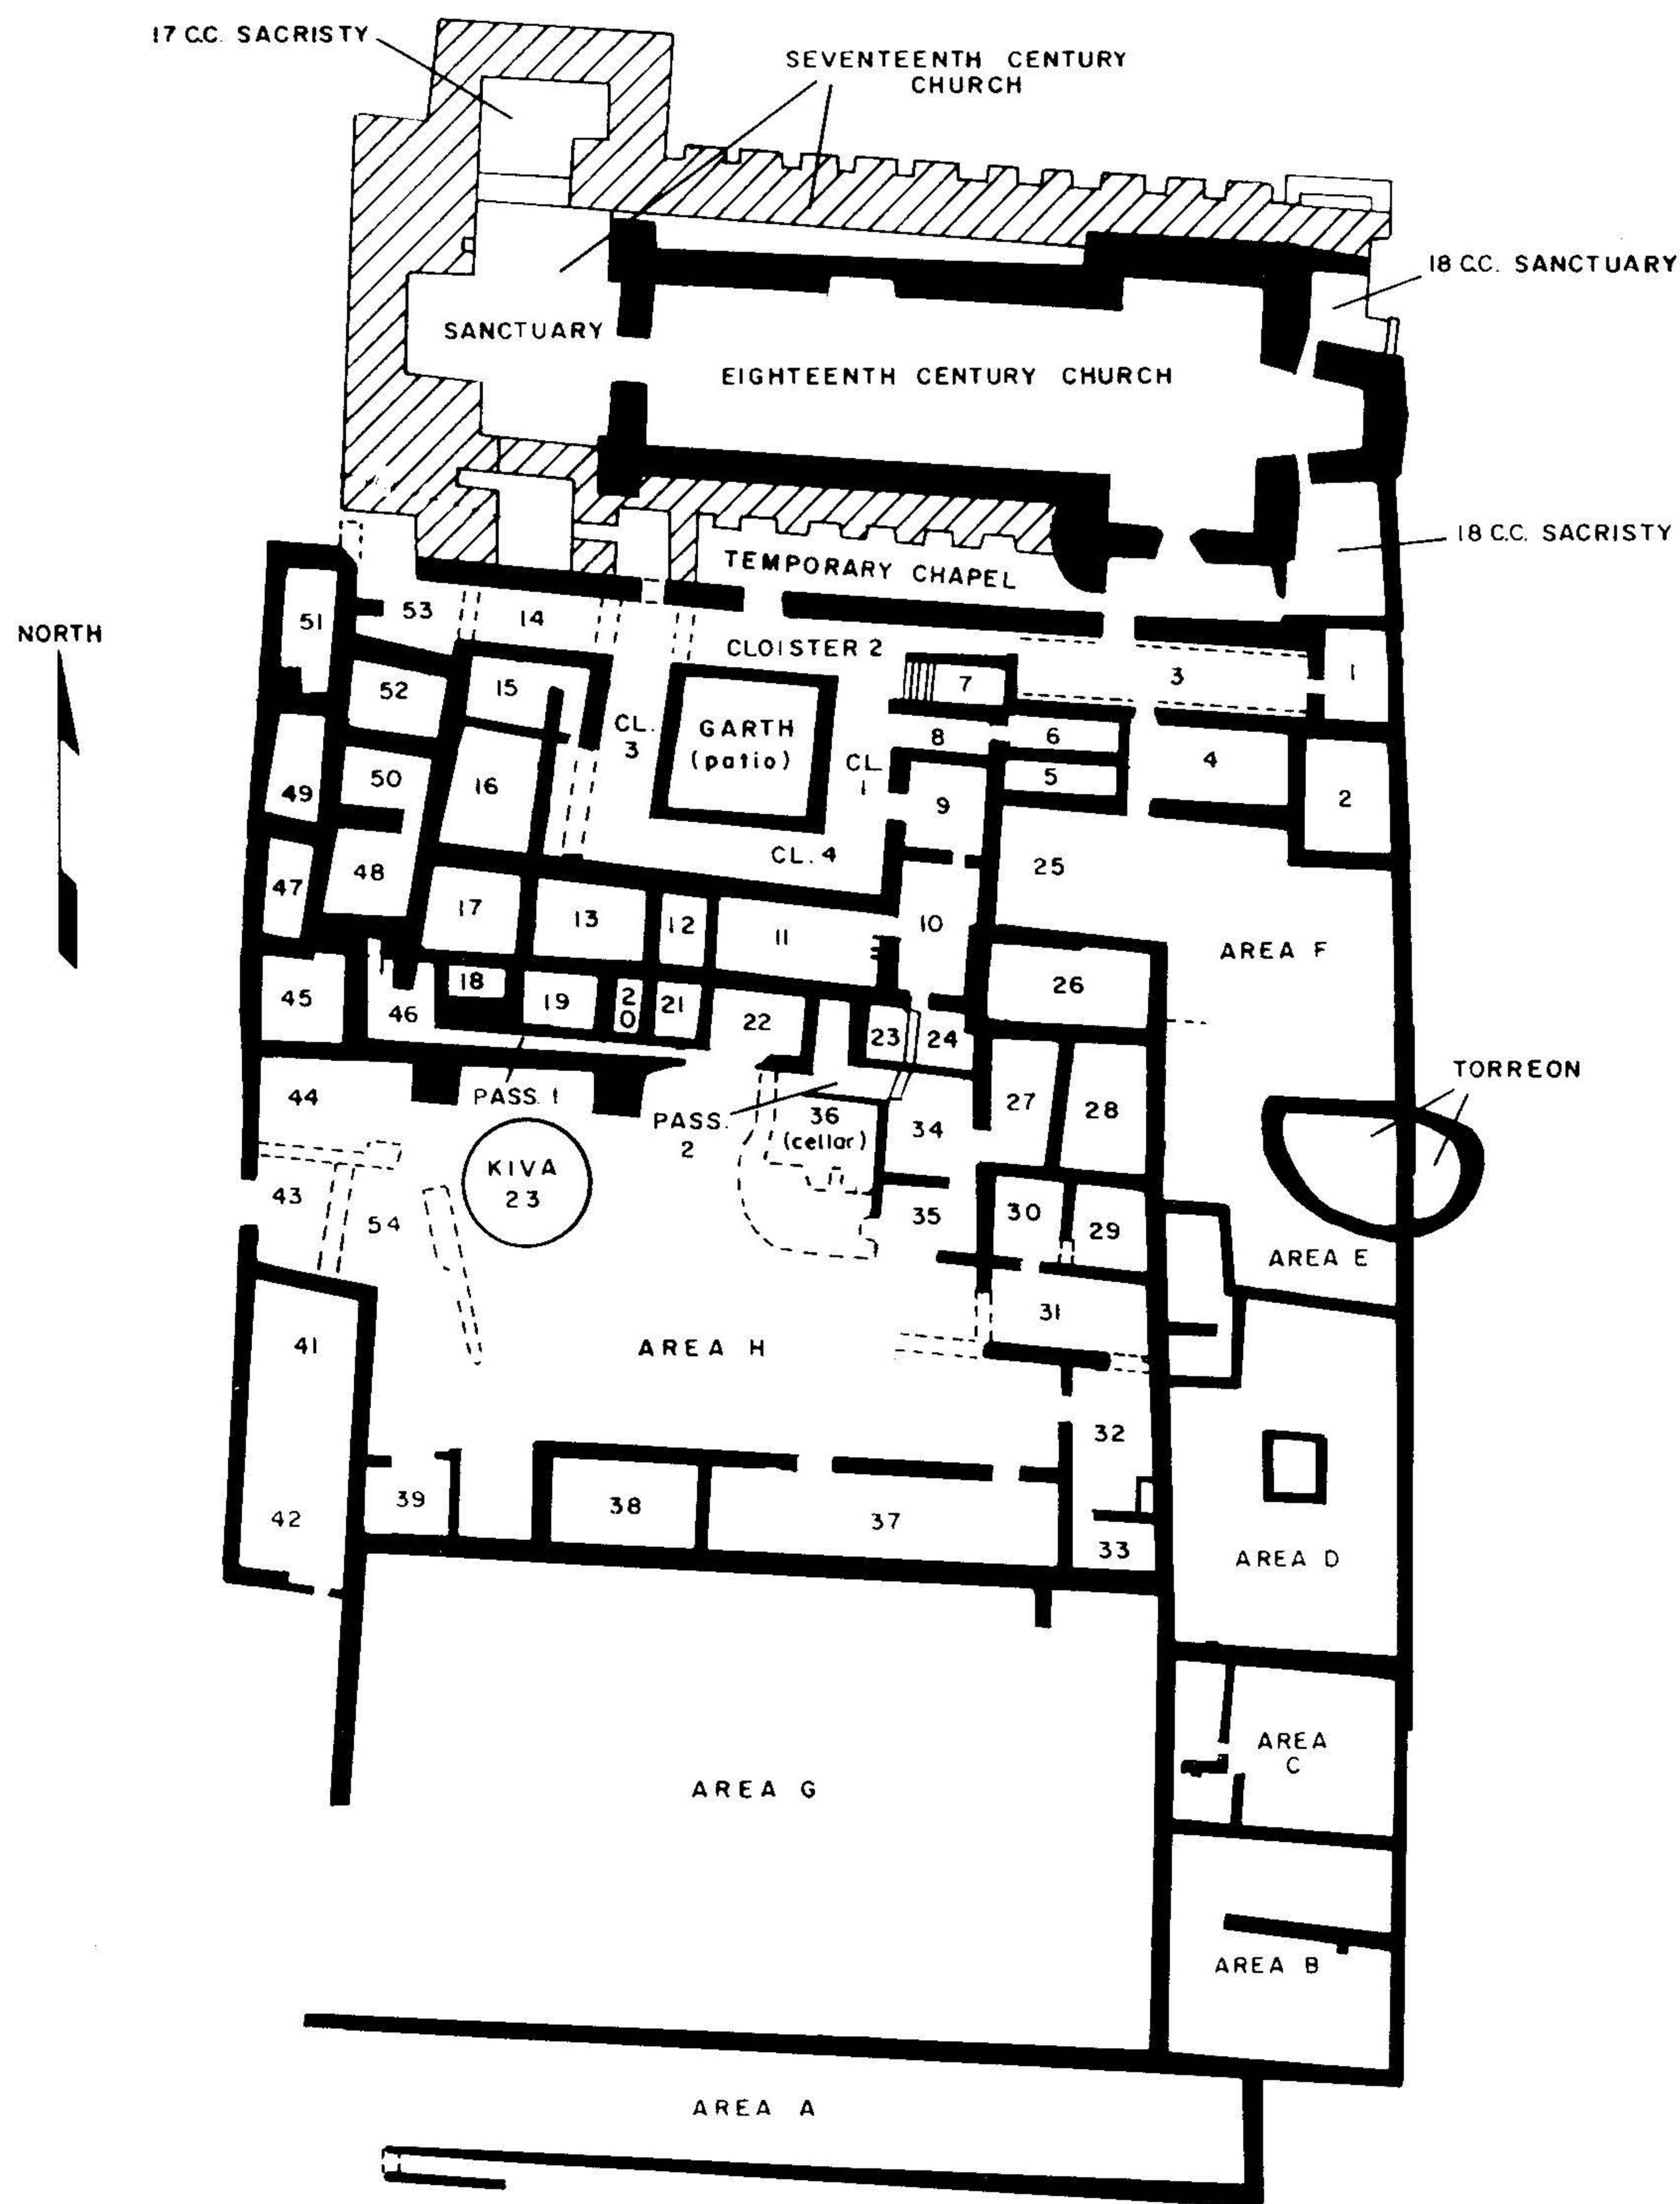 17 C.C. SACRISTY
SEVENTEENTH CENTURY
CHURCH
18 C.C. SANCTUARY
SANCTUARY
EIGHTEENTH CENTURY CHURCH
18 C.C. SACRISTY
TEMPORARY CHAPEL
NORTH
51
53
14
CLOISTER 2
3
1
52
15
CL.
3
GARTH
(patio)
7
8
6
CL.
1
4
49
50
16
9
5
2
47
48
CL. 4
25
17
13
12
11
10
AREA F
45
46
18
19
20
21
22
23
24
26
44
PASS. 1
PASS.
2
36
(cellar)
34
27
28
TORREON
43
54
KIVA
23
35
30
29
AREA E
41
AREA H
31
32
42
39
38
37
33
AREA D
AREA G
AREA
C
AREA B
AREA A